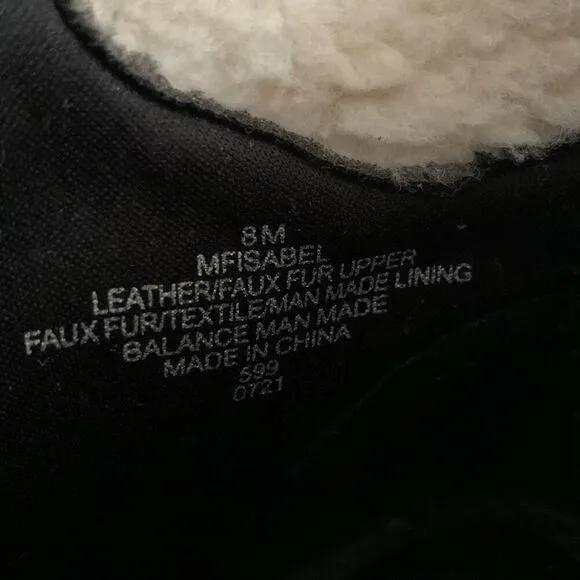 8M
MFISABEL
LEATHER/FAUX FUR UPPER
FAUX FUR/TEXTILE/MAN MADE LINING
BALANCE MAN MADE
MADE IN CHINA
599
0721